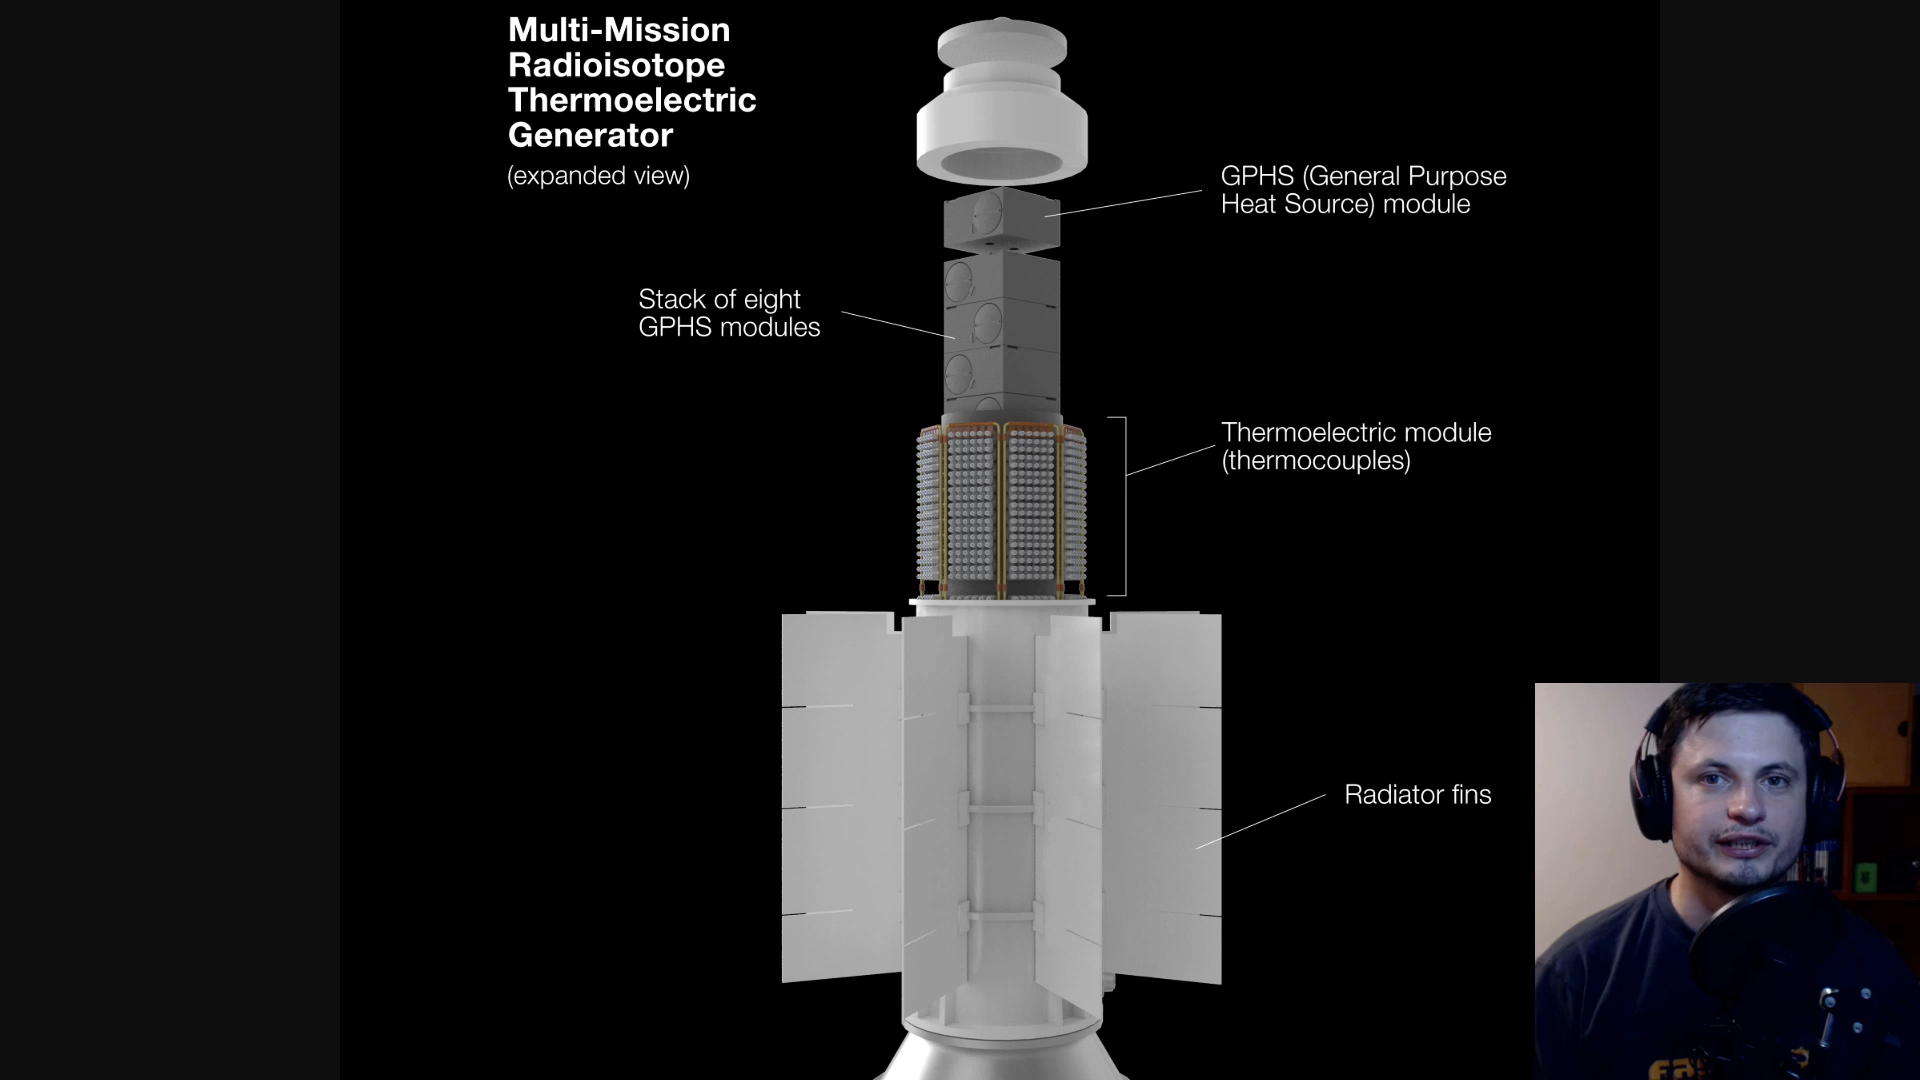 Multi-Mission
Radioisotope
Thermoelectric
Generator
(expanded view)
GPHS (General Purpose
Heat Source) module
Stack of eight
GPHS modules
Thermoelectric module
(thermocouples)
Radiator fins